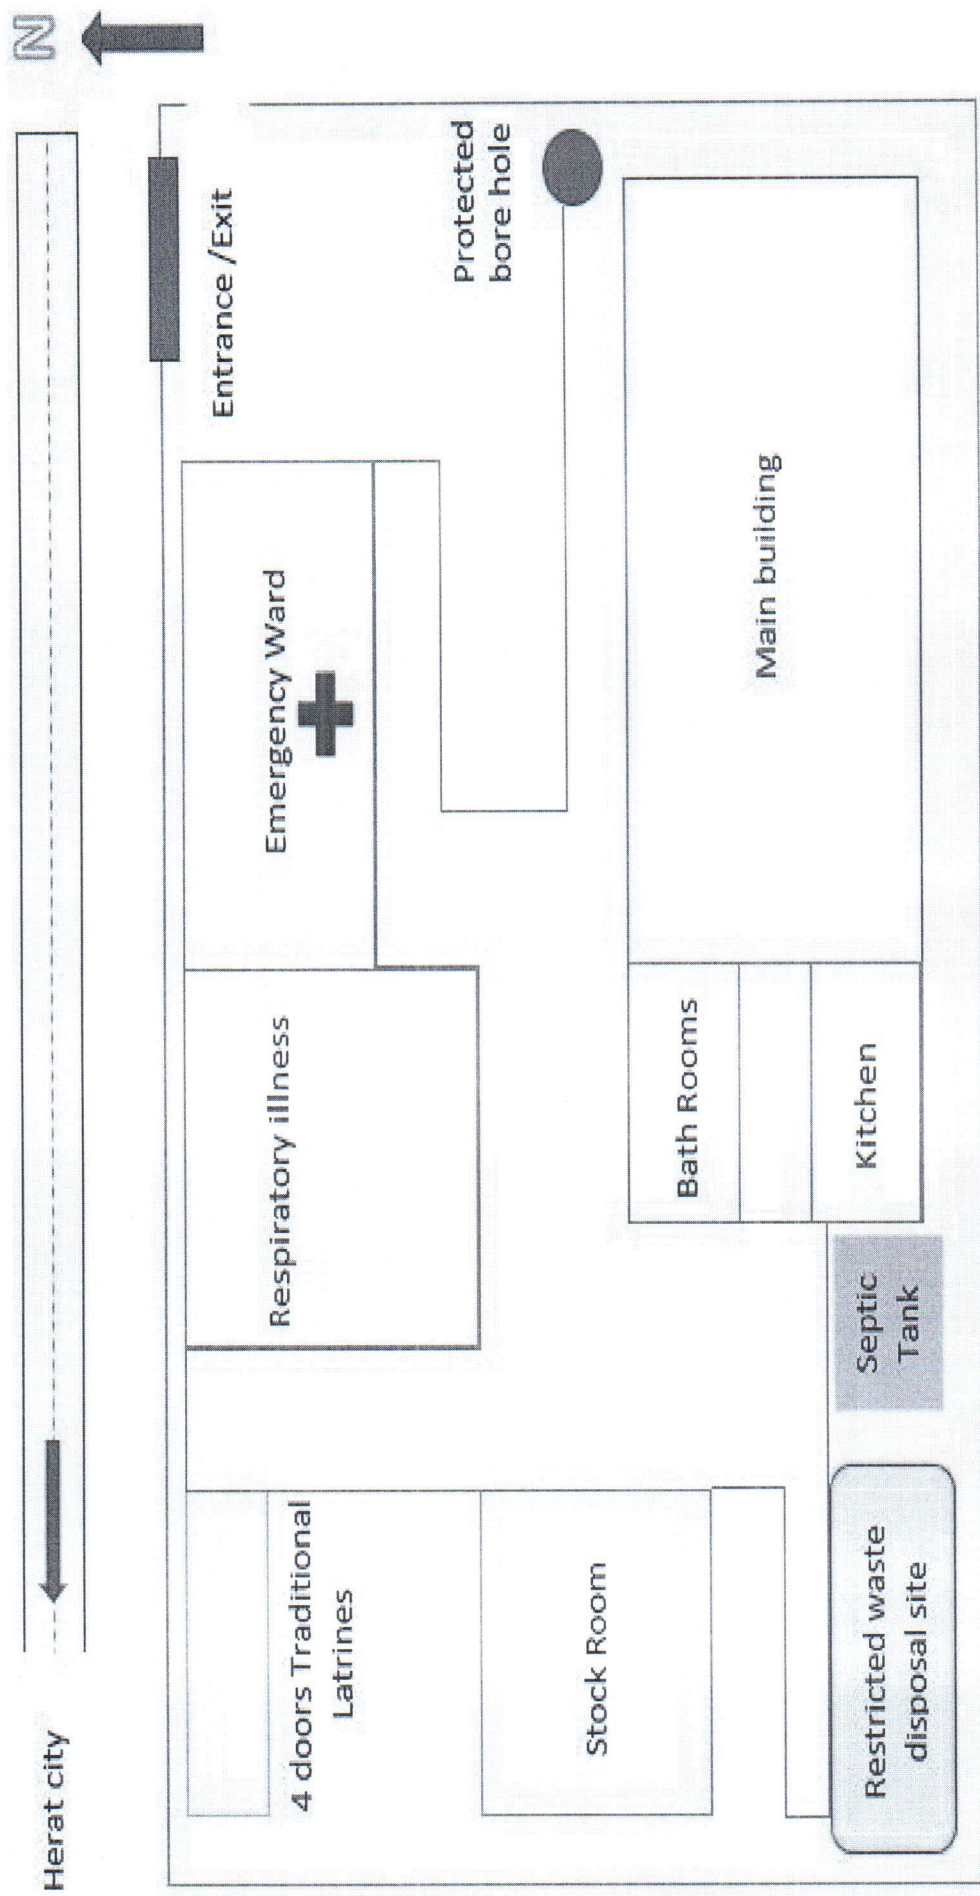 N
Herat city
Entrance /Exit
Protected
bore hole
Emergency Ward
Respiratory illness
4 doors Traditional
Latrines
Stock Room
Main building
Bath Rooms
Kitchen
Septic
Tank
Restricted waste
disposal site